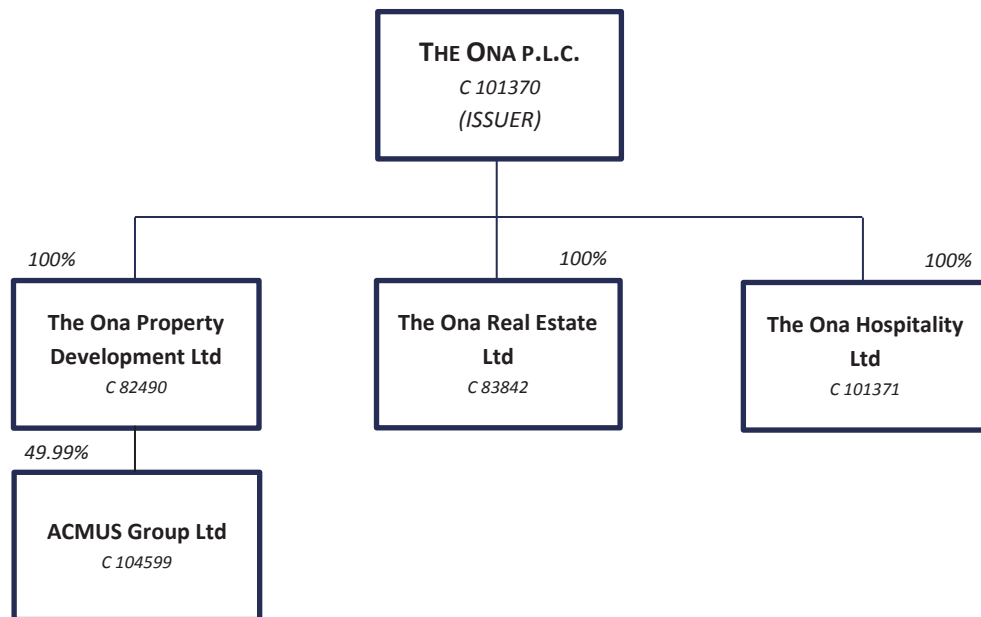 THE ONA P.L.C.
C 101370
(ISSUER)
100%
100%
100%
The Ona Property
Development Ltd
C 82490
The Ona Real Estate
Ltd
C 83842
The Ona Hospitality
Ltd
C 101371
49.99%
ACMUS Group Ltd
C 104599